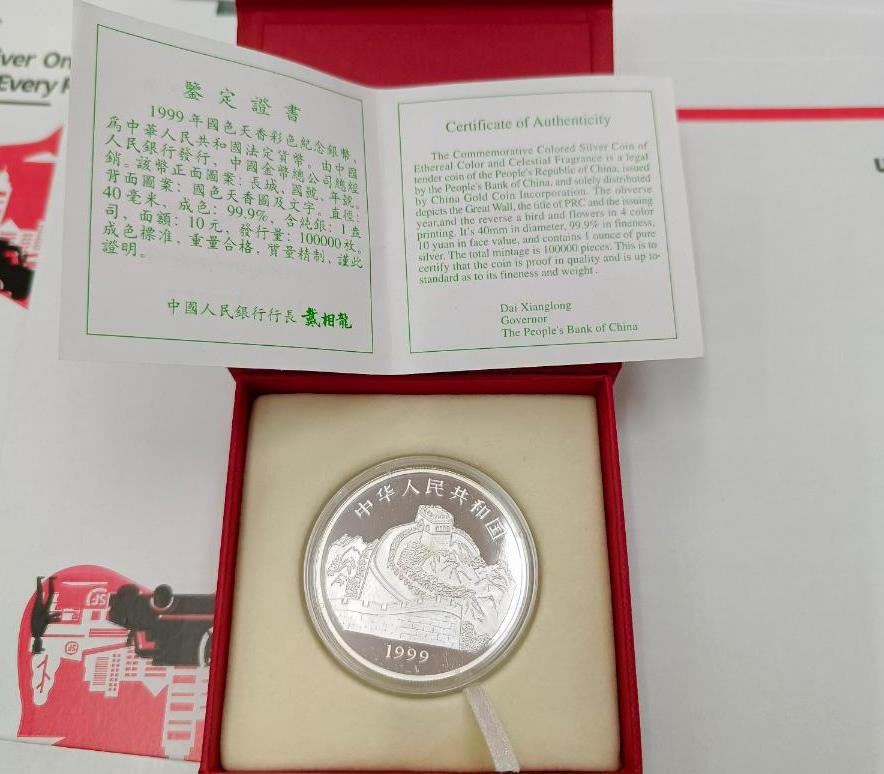 iver On
Every
鉴定證書
1999年國色天香彩色紀念銀幣、
為中華人民共和國法定貨幣。由中國
人民銀行發行、中國金幣總公司總經
銷。該幣正面圖案：長城，國號，年號。
背面圖案：國色天香圖及文字。直徑：
40毫米，成色：99.9%，含純銀：1盎
司，面額：10元，發行量：100000枚。
成色標准，重量合格，質量精制，謹此
證明。
中國人民銀行行長 戴相龍
Certificate of Authenticity
The Commemorative Colored Silver Coin of
Ethereal Color and Celestial Fragrance is a legal
tender coin of the People's Republic of China, issued
by the People's Bank of China, and solely distributed
by China Gold Coin Incorporation. The obverse
depicts the Great Wall, the title of PRC and the issuing
year,and the reverse a bird and flowers in 4 color
printing. It's 40mm in diameter, 99.9% in fineness,
10 yuan in face value, and contains 1 ounce of pure
silver. The total mintage is 100000 pieces. This is to
certify that the coin is proof in quality and is up to-
standard as to its fineness and weight .
Dai Xianglong
Governor
The People's Bank of China
中华人民共和国
1999
SF
SF